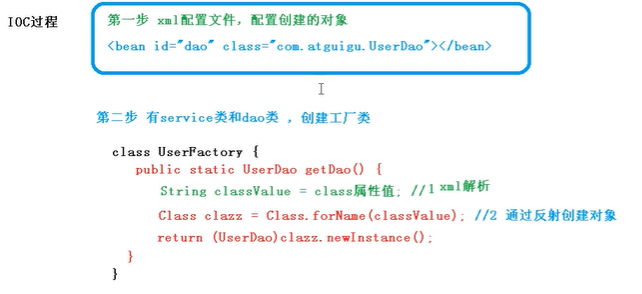 IOC过程
第一步 xml配置文件，配置创建的对象
<bean id="dao" class="com.atguigu.UserDao"></bean>
第二步 有service类和dao类 ，创建工厂类
class UserFactory {
public static UserDao getDao() {
String classValue = class属性值; //1 xml解析
Class clazz = Class.forName(classValue); //2 通过反射创建对象
return (UserDao)clazz.newInstance();
}
}